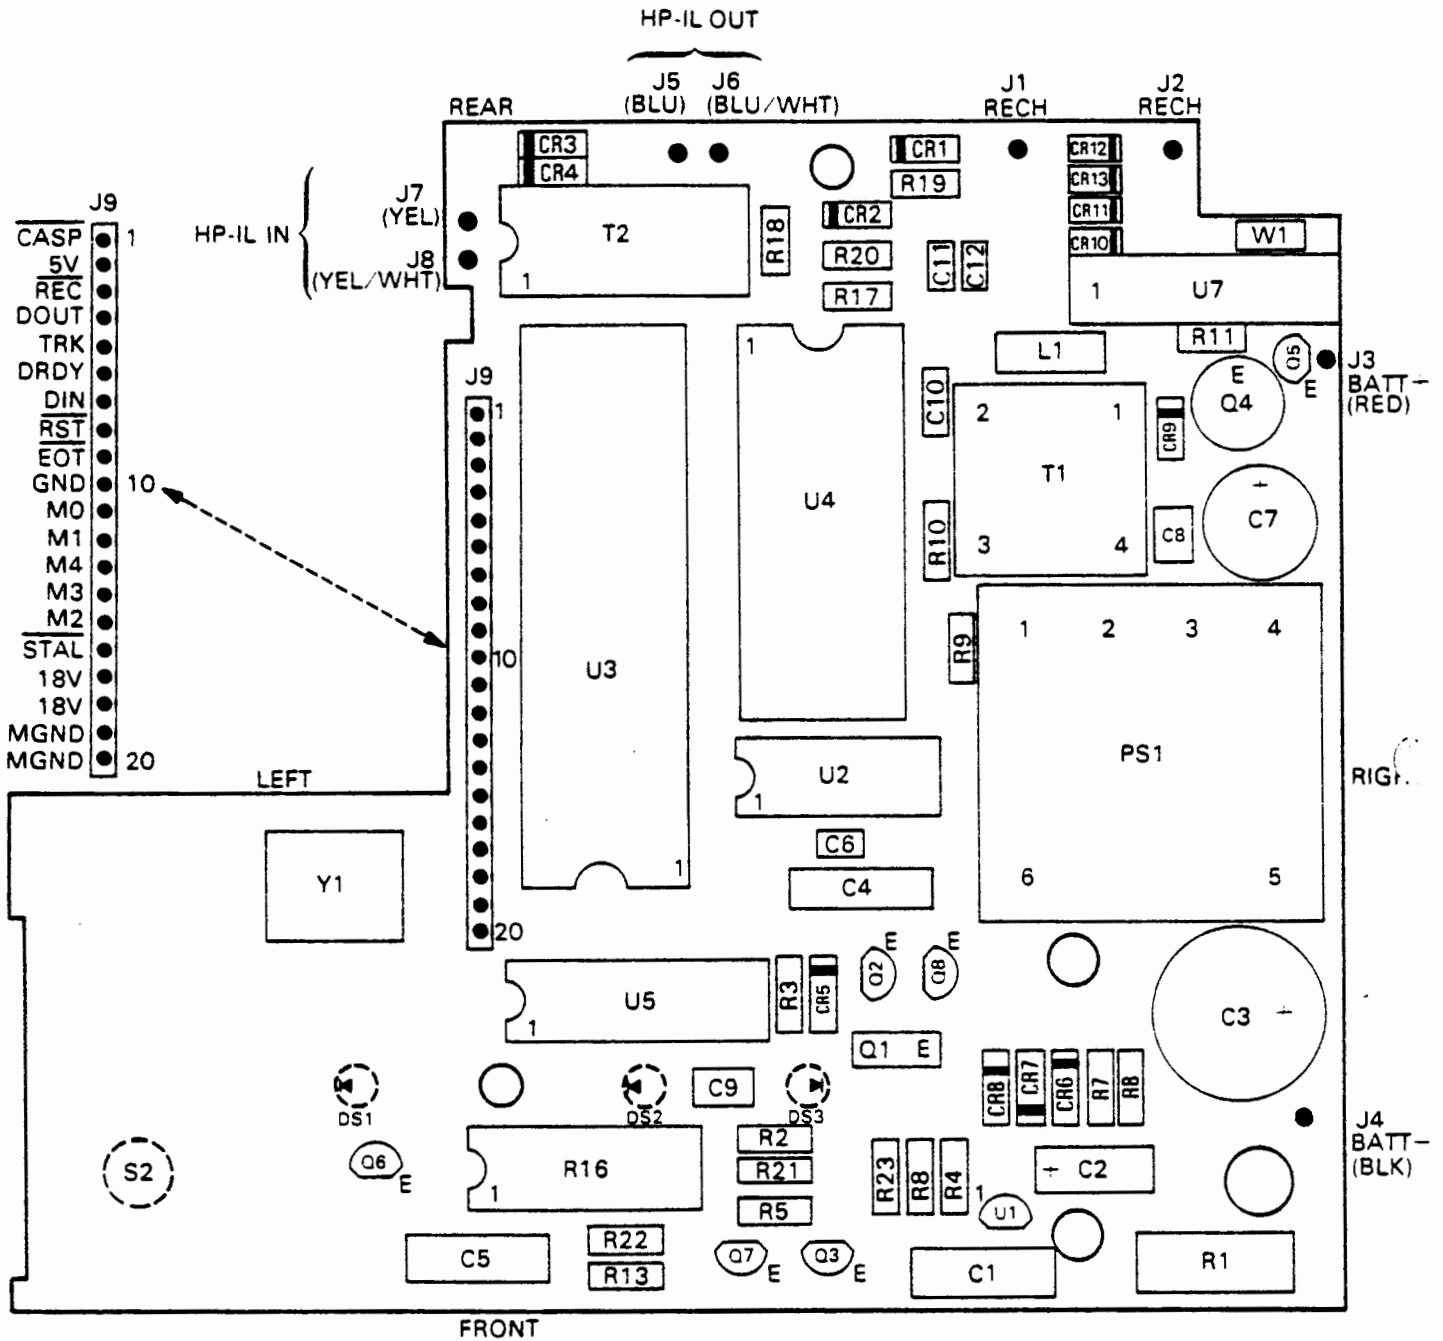 HP-IL OUT
J5 J6
(BLU) (BLU/WHT)
J1
RECH
J2
RECH
REAR
CR3
CR4
CR1
R19
CR12
CR13
CR11
CR10
W1
J7
(YEL)
HP-IL IN
J8
(YEL/WHT)
T2
1
R18
CR2
R20
R17
C11
C12
1 U7
R11
Q5
E
J3
BATT
(RED)
J9
CASP 1
5V
REC
DOUT
TRK
DRDY
DIN
RST
EOT
GND 10
M0
M1
M4
M3
M2
STAL
18V
18V
MGND
MGND 20
J9
1
10
20
U3
1
1
U4
L1
C10
2 1
T1
3 4
CR9
E
Q4
+
C7
C8
R10
R9
1 2 3 4
PS1
6 5
U2
1
C6
C4
LEFT
Y1
U5
1
R3
CR5
Q2
E
Q8
E
Q1 E
C3 +
DS1
DS2
C9
DS3
CR8
CR7
CR6
R7
R8
J4
BATT–
(BLK)
S2
Q6
E
R16
1
R2
R21
R5
R23
R8
R4
+ C2
1
U1
C5
R22
R13
Q7
E
Q3
E
C1
R1
FRONT